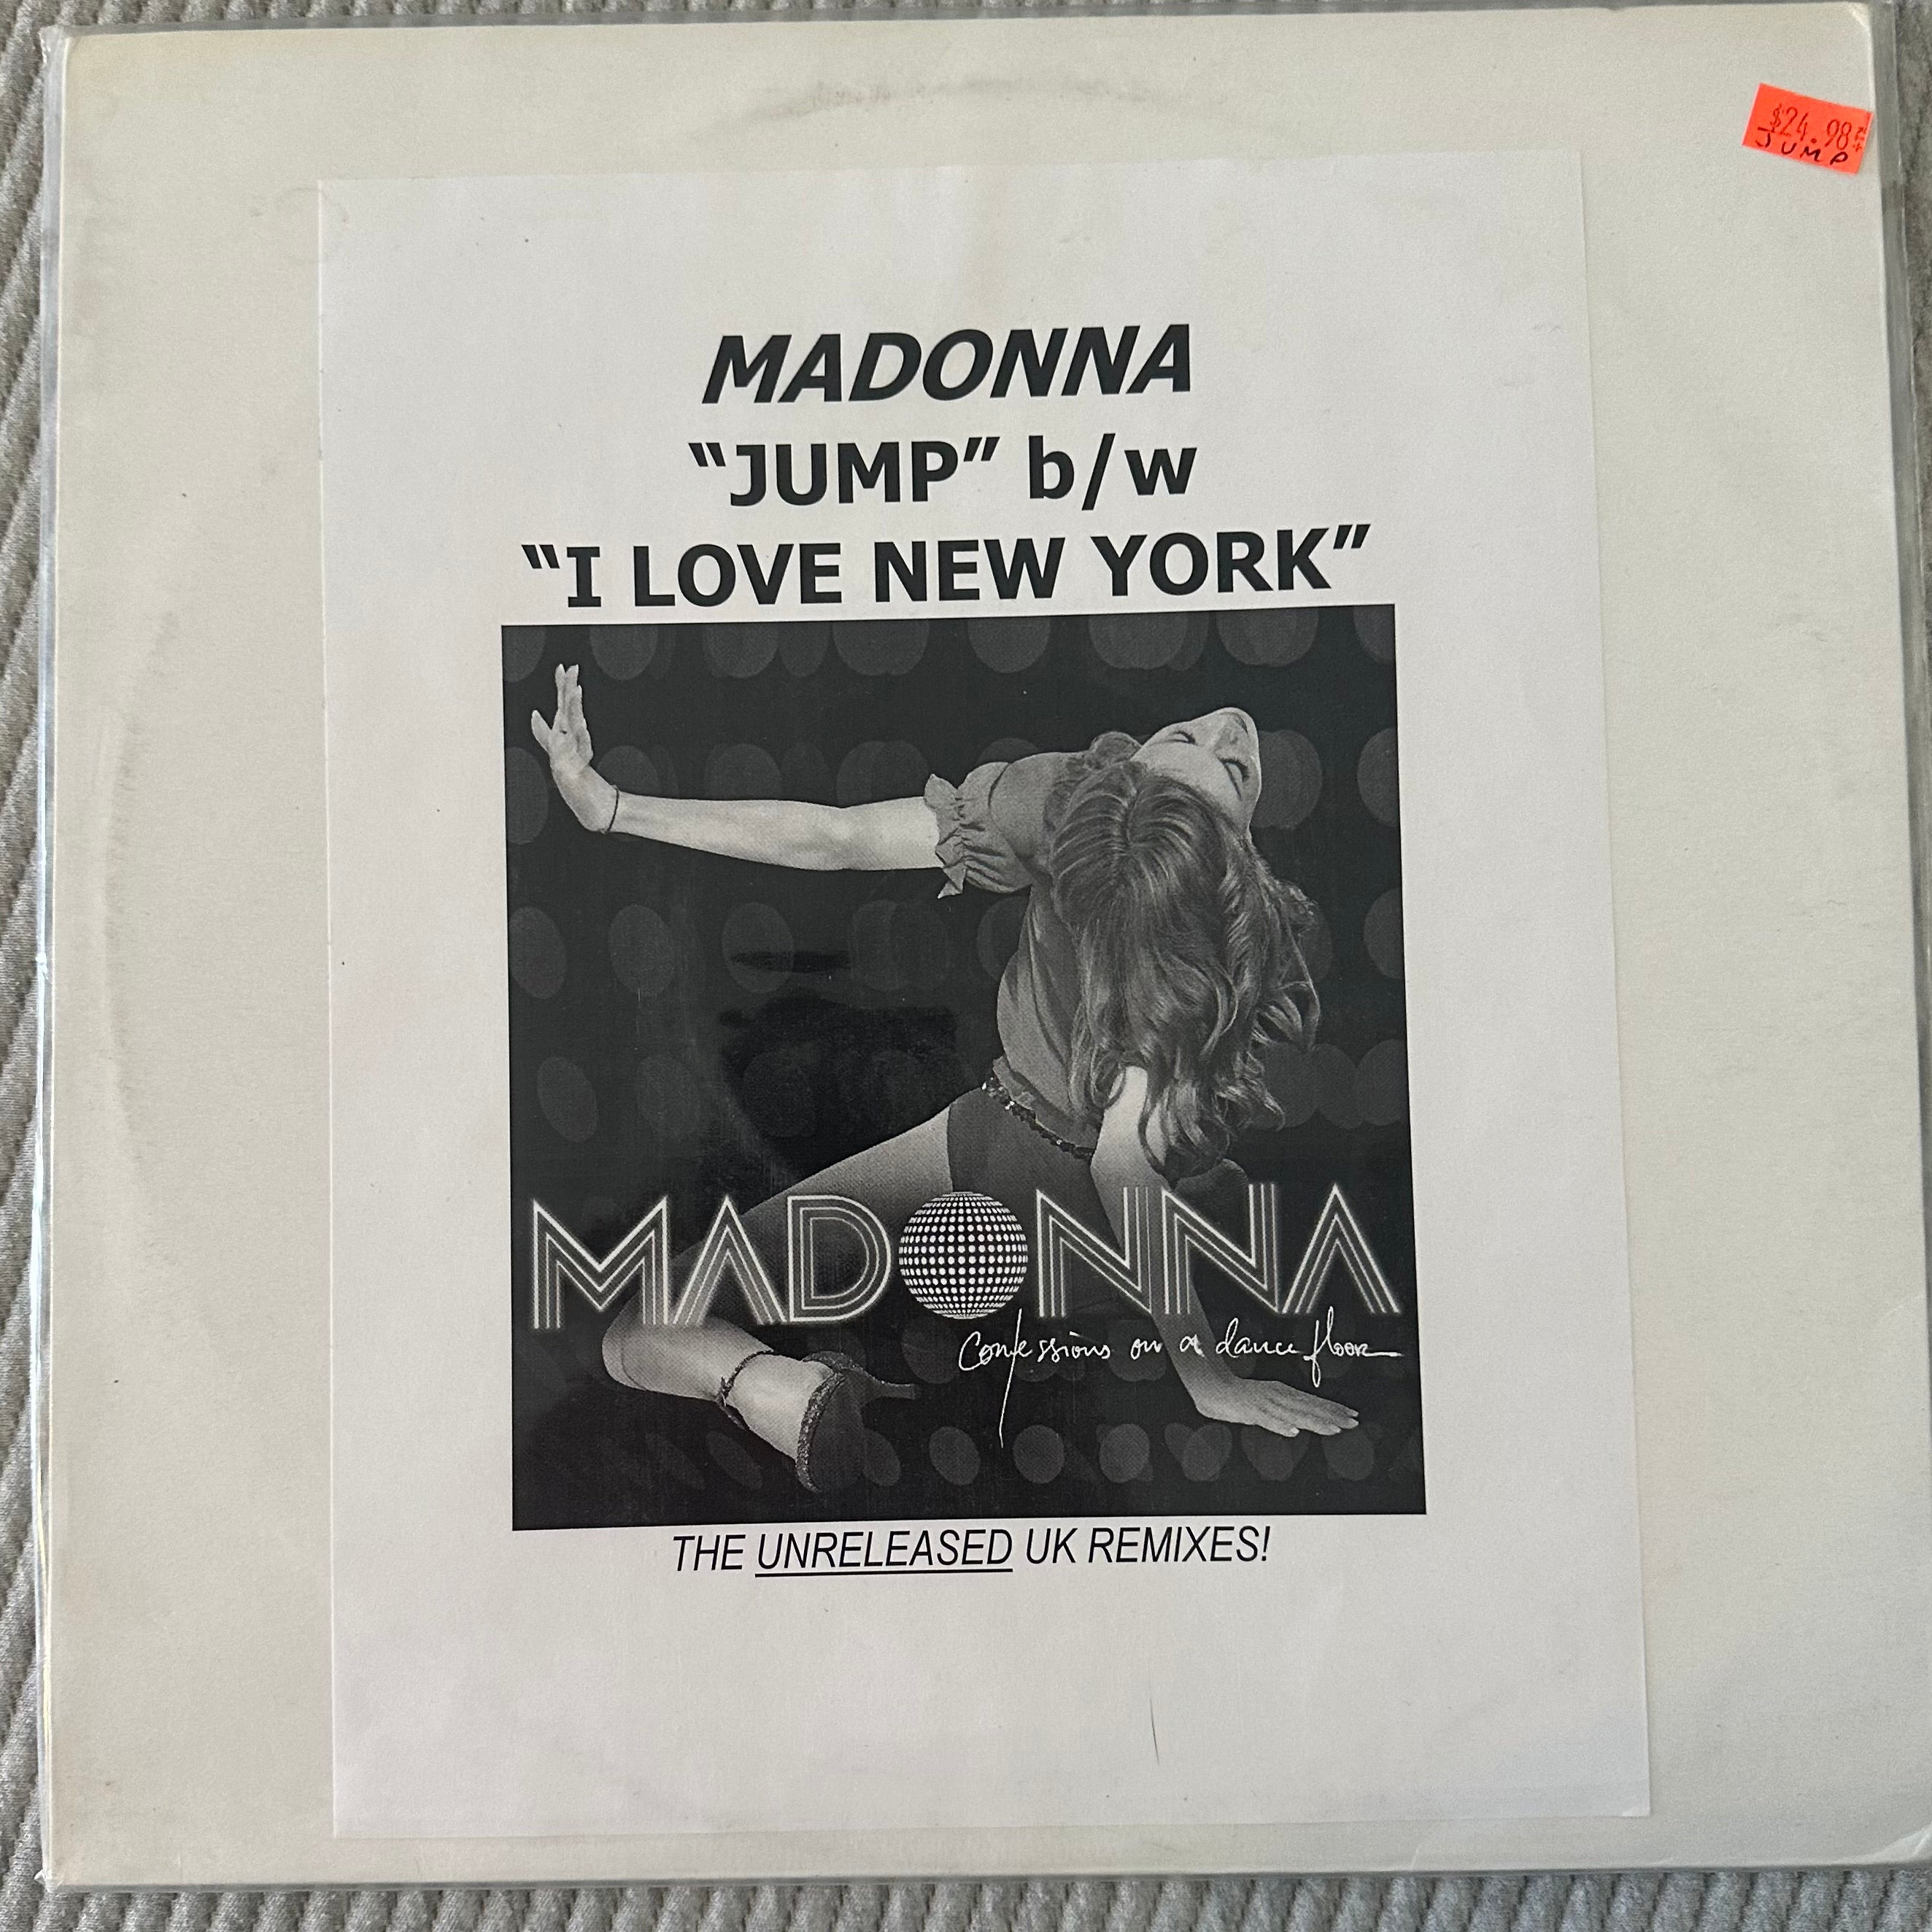 $24.98
JUMP
MADONNA
“JUMP” b/w
“I LOVE NEW YORK”
MADONNA
Confessions on a dance floor
THE UNRELEASED UK REMIXES!